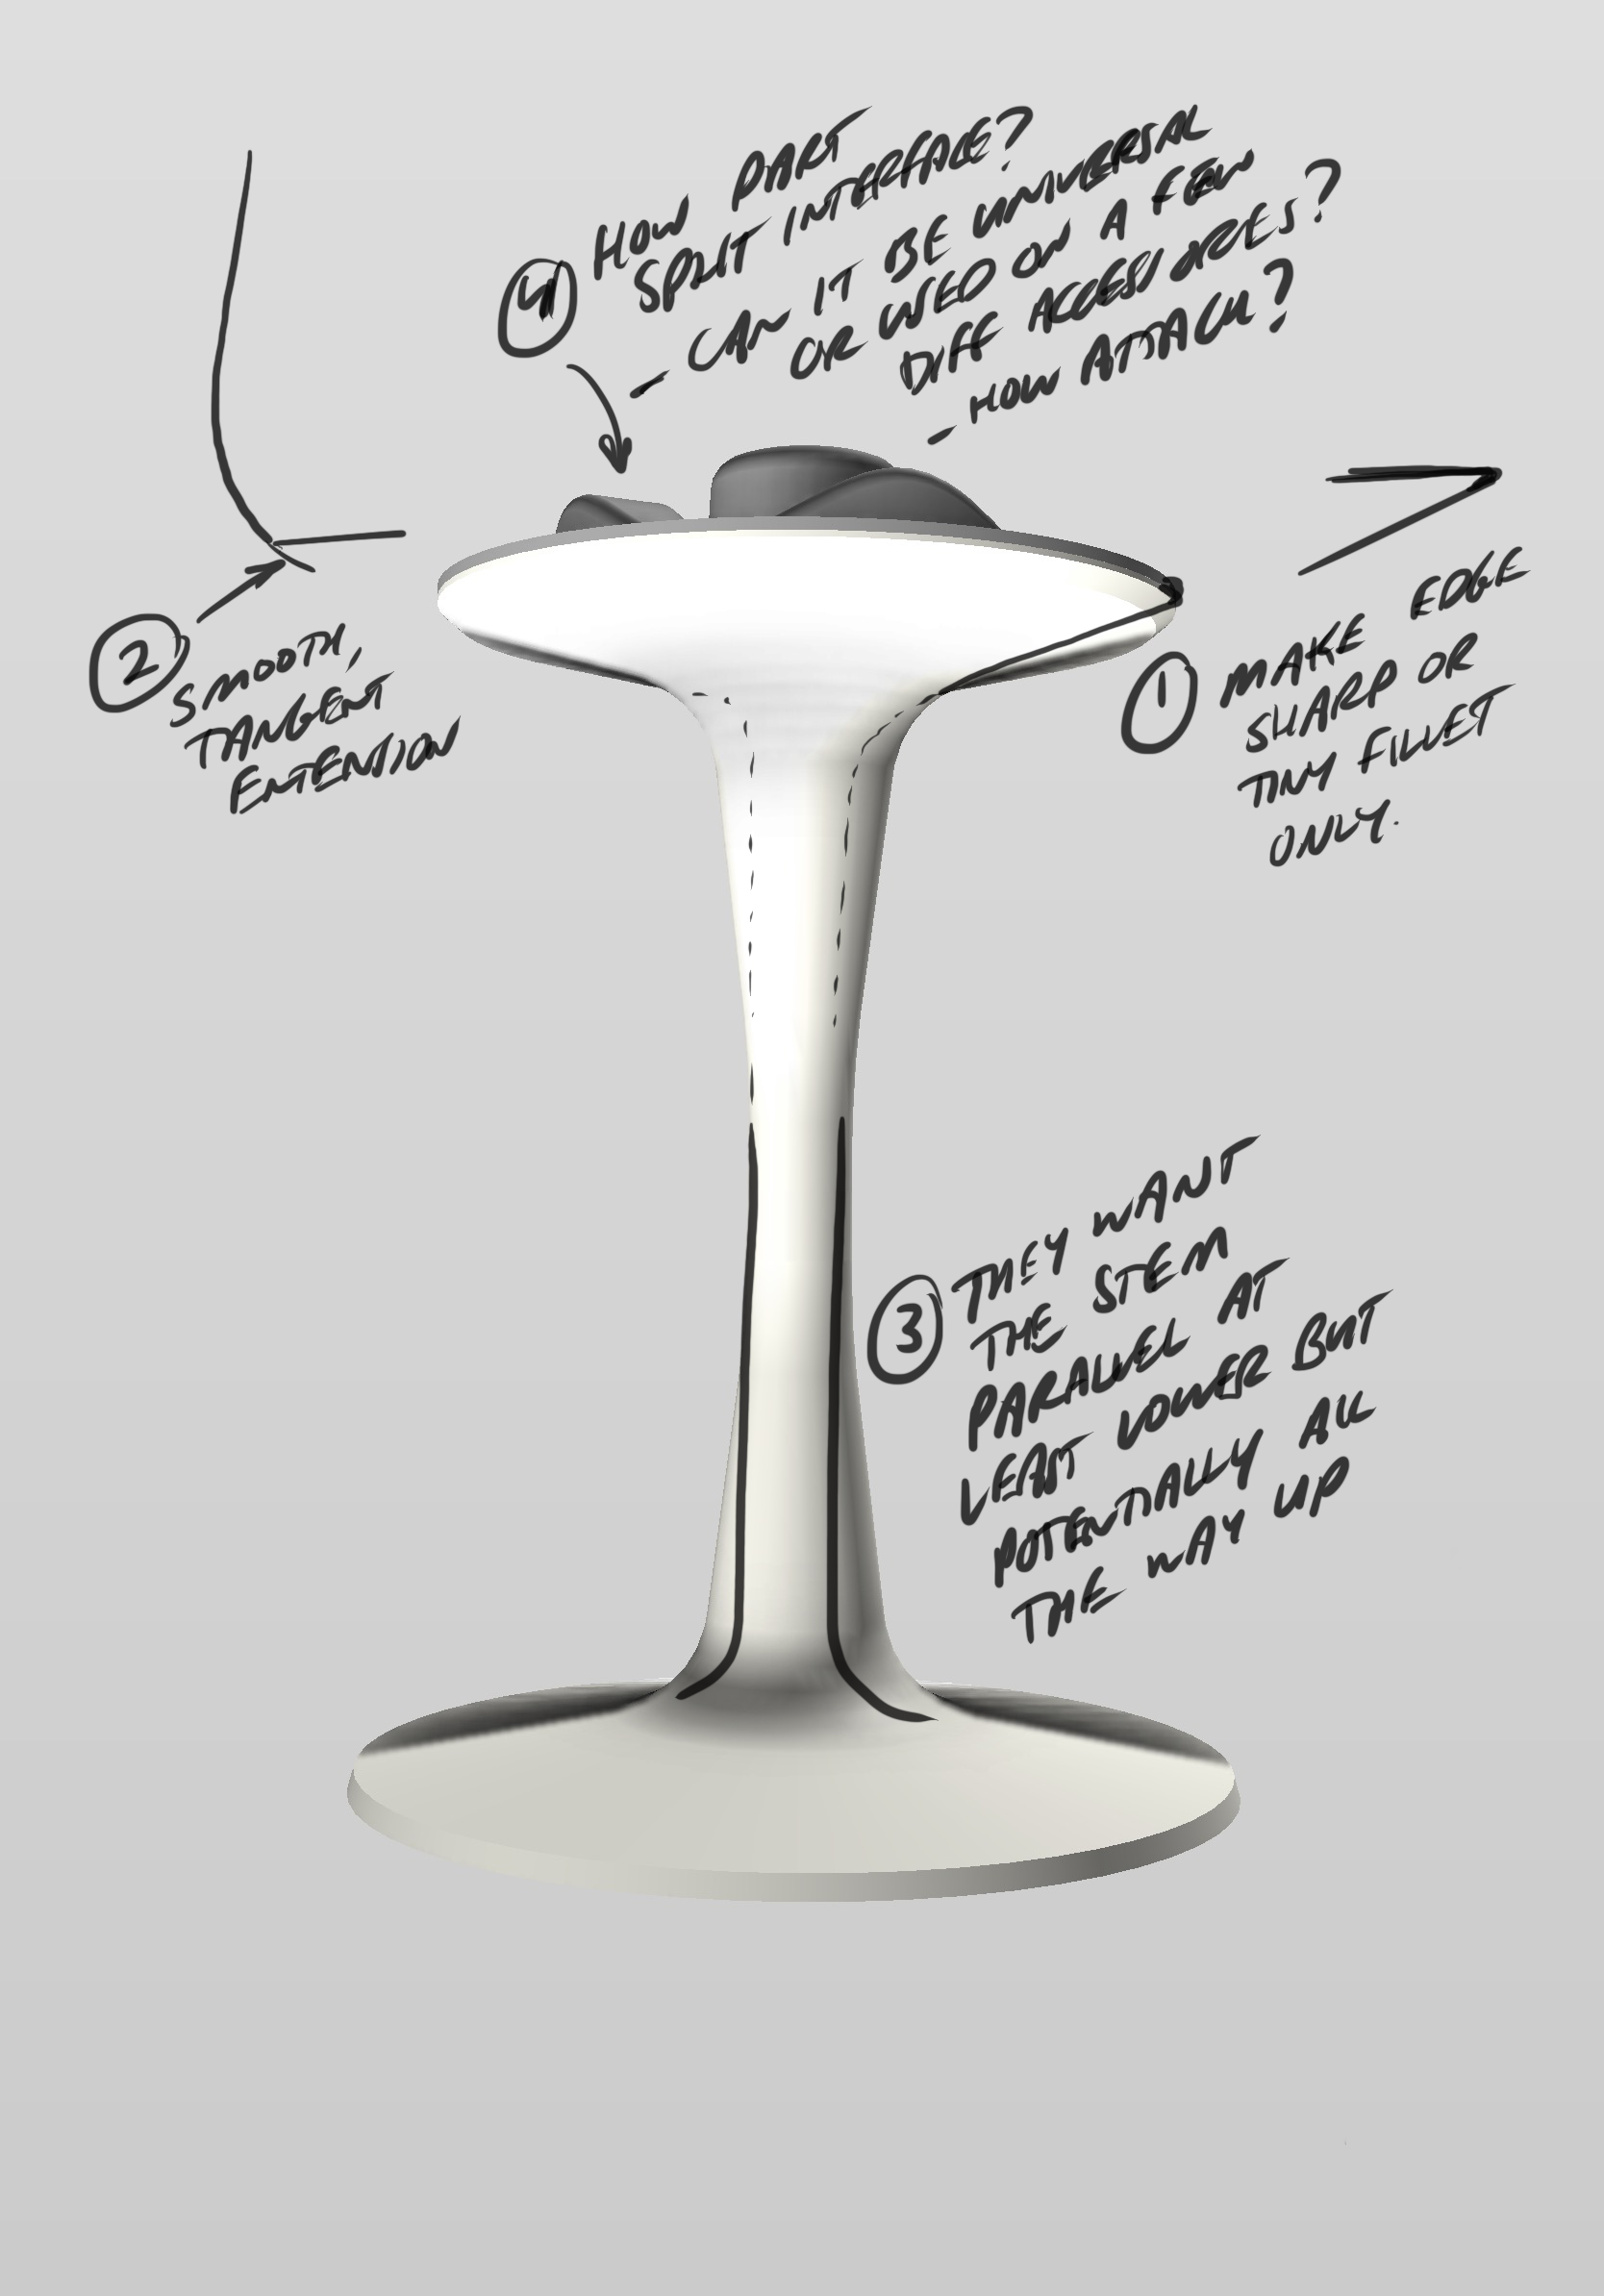 4
HOW PART
SPLIT INTERFACE?
- CAN IT BE UNIVERSAL
OR USED ON A FEW
DIFF ACCESSORIES?
- HOW ATTACH?
2
SMOOTH,
TANGENT
EXTENTION
1
MAKE EDGE
SHARP OR
TINY FILLET
ONLY.
3
THEY WANT
THE STEM
PARALLEL AT
LEAST LOWER BUT
POTENTIALLY ALL
THE WAY UP